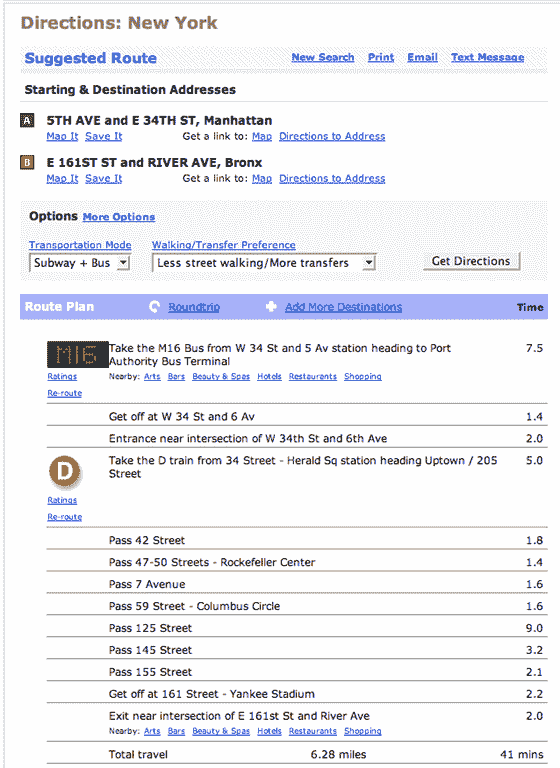 Directions: New York
Suggested Route New Search Print Email Text Message
Starting & Destination Addresses
A 5TH AVE and E 34TH ST, Manhattan
Map It Save It Get a link to: Map Directions to Address
B E 161ST ST and RIVER AVE, Bronx
Map It Save It Get a link to: Map Directions to Address
Options More Options
Transportation Mode Walking/Transfer Preference
Subway + Bus Less street walking/More transfers Get Directions
Route Plan Roundtrip Add More Destinations Time
M16 Take the M16 Bus from W 34 St and 5 Av station heading to Port 7.5
Authority Bus Terminal
Ratings Nearby: Arts Bars Beauty & Spas Hotels Restaurants Shopping
Re-route
Get off at W 34 St and 6 Av 1.4
Entrance near intersection of W 34th St and 6th Ave 2.0
D Take the D train from 34 Street - Herald Sq station heading Uptown / 205 5.0
Street
Ratings
Re-route
Pass 42 Street 1.8
Pass 47-50 Streets - Rockefeller Center 1.4
Pass 7 Avenue 1.6
Pass 59 Street - Columbus Circle 1.6
Pass 125 Street 9.0
Pass 145 Street 3.2
Pass 155 Street 2.1
Get off at 161 Street - Yankee Stadium 2.2
Exit near intersection of E 161st St and River Ave 2.0
Nearby: Arts Bars Beauty & Spas Hotels Restaurants Shopping
Total travel 6.28 miles 41 mins